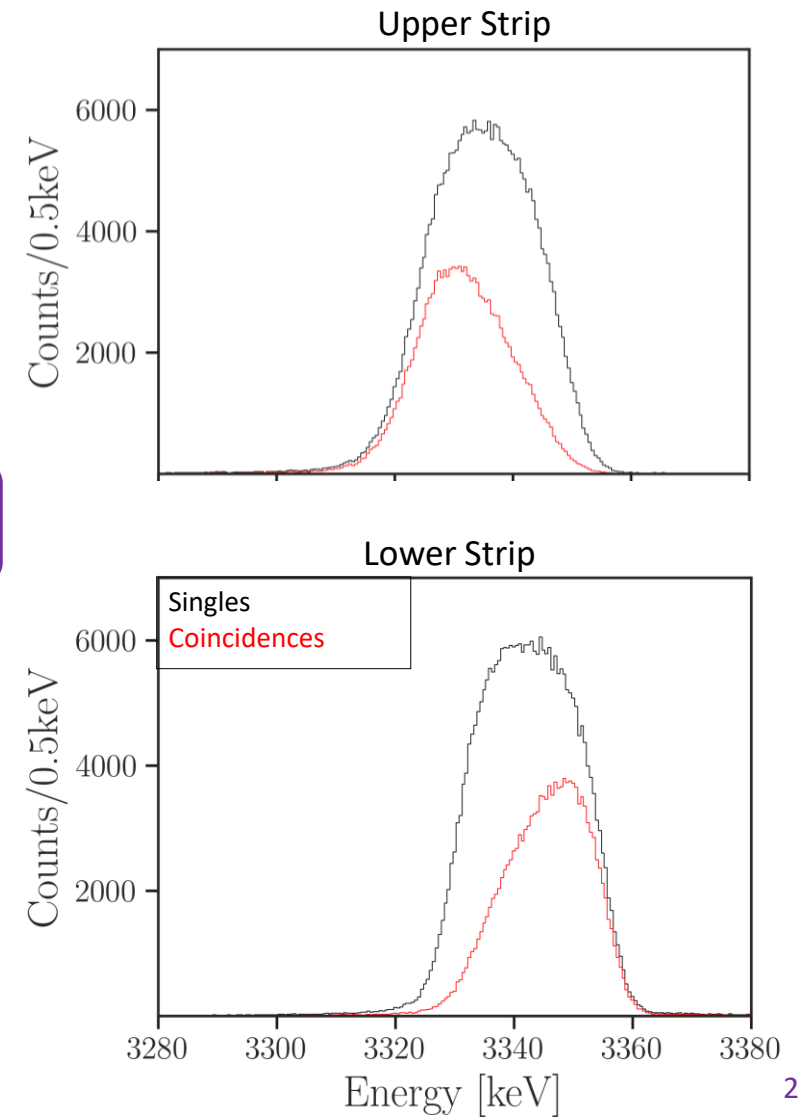 Upper Strip
6000
4000
2000
Counts/0.5keV
Lower Strip
Singles
Coincidences
6000
4000
2000
Counts/0.5keV
3280 3300 3320 3340 3360 3380
Energy [keV]
2